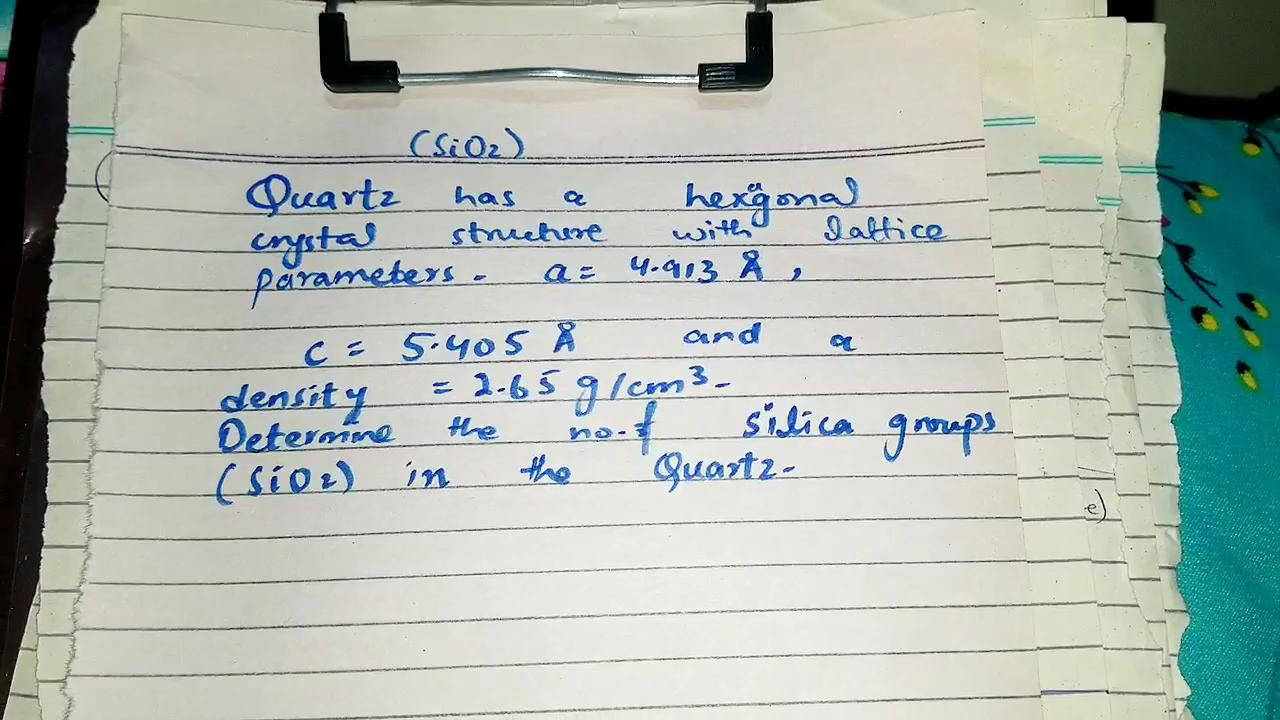 (SiO2)
Quartz has a hexagonal
crystal structure with lattice
parameters - a = 4.913 Å ,
c = 5.405 Å and a
density = 2.65 g/cm3-
Determine the no. of silica groups
(SiO2) in the Quartz-
e)